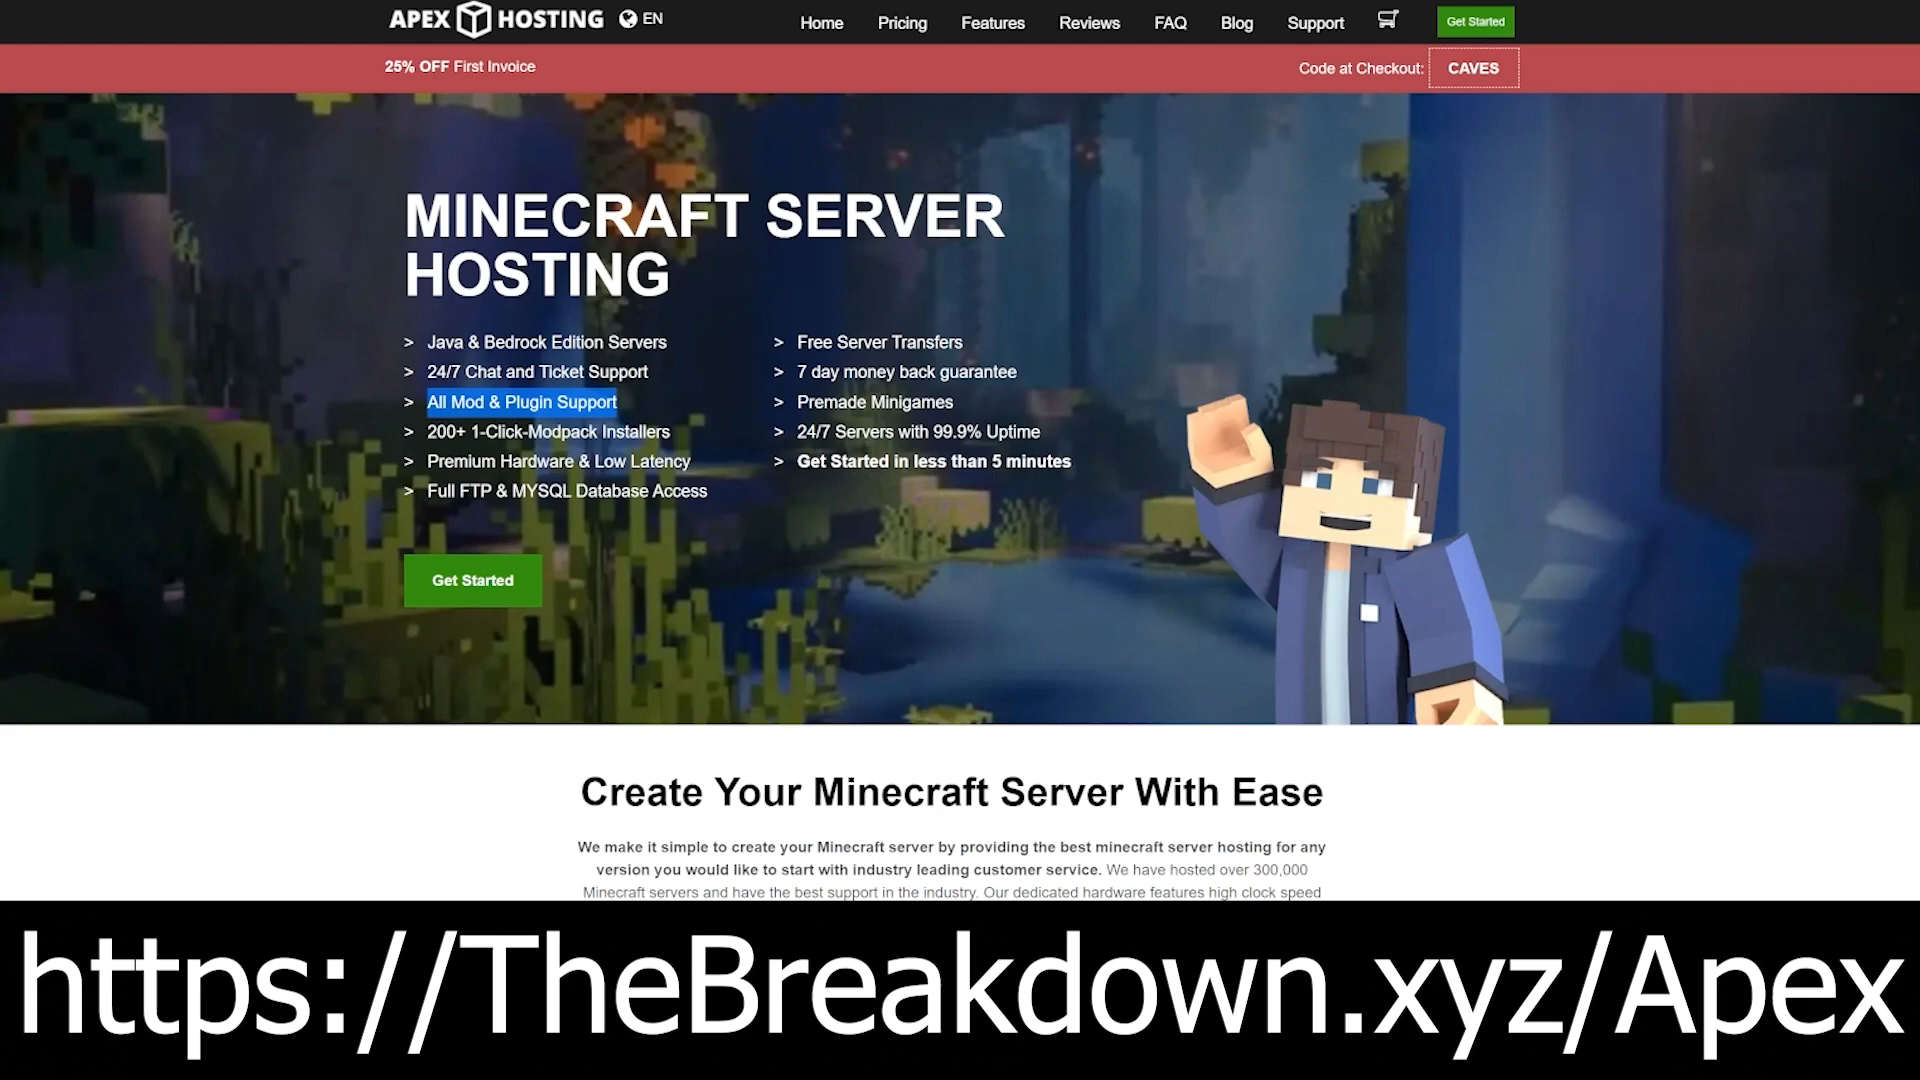 APEX HOSTING EN
Home Pricing Features Reviews FAQ Blog Support Get Started
25% OFF First Invoice
Code at Checkout: CAVES
MINECRAFT SERVER
HOSTING
> Java & Bedrock Edition Servers
> 24/7 Chat and Ticket Support
> All Mod & Plugin Support
> 200+ 1-Click-Modpack Installers
> Premium Hardware & Low Latency
> Full FTP & MYSQL Database Access
> Free Server Transfers
> 7 day money back guarantee
> Premade Minigames
> 24/7 Servers with 99.9% Uptime
> Get Started in less than 5 minutes
Get Started
Create Your Minecraft Server With Ease
We make it simple to create your Minecraft server by providing the best minecraft server hosting for any
version you would like to start with industry leading customer service. We have hosted over 300,000
Minecraft servers and have the best support in the industry. Our dedicated hardware features high clock speed
https://TheBreakdown.xyz/Apex